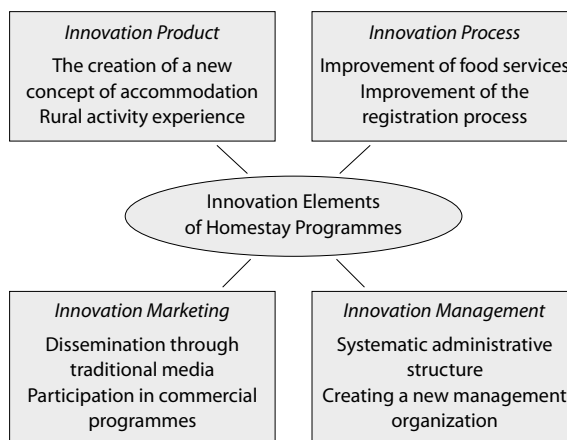 Innovation Product
The creation of a new
concept of accommodation
Rural activity experience
Innovation Process
Improvement of food services
Improvement of the
registration process
Innovation Elements
of Homestay Programmes
Innovation Marketing
Dissemination through
traditional media
Participation in commercial
programmes
Innovation Management
Systematic administrative
structure
Creating a new management
organization